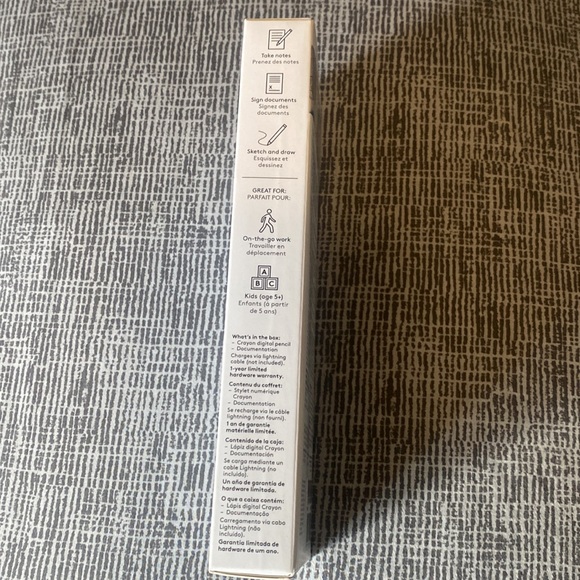 Take notes
Prenez des notes
x
Sign documents
Signez des
documents
Sketch and draw
Esquissez et
dessinez
GREAT FOR:
PARFAIT POUR:
On-the-go work
Travailler en
déplacement
A
B C
Kids (age 5+)
Enfants (à partir
de 5 ans)
What's in the box:
– Crayon digital pencil
– Documentation
Charges via lightning
cable (not included).
1-year limited
hardware warranty.
Contenu du coffret:
– Stylet numérique
Crayon
– Documentation
Se recharge via le câble
lightning (non fourni).
1 an de garantie
matérielle limitée.
Contenido de la caja:
– Lápiz digital Crayon
– Documentación
Se carga mediante un
cable Lightning (no
incluido).
Un año de garantía de
hardware limitada.
O que a caixa contém:
– Lápis digital Crayon
– Documentação
Carregamento via cabo
Lightning (não
incluído).
Garantia limitada de
hardware de um ano.